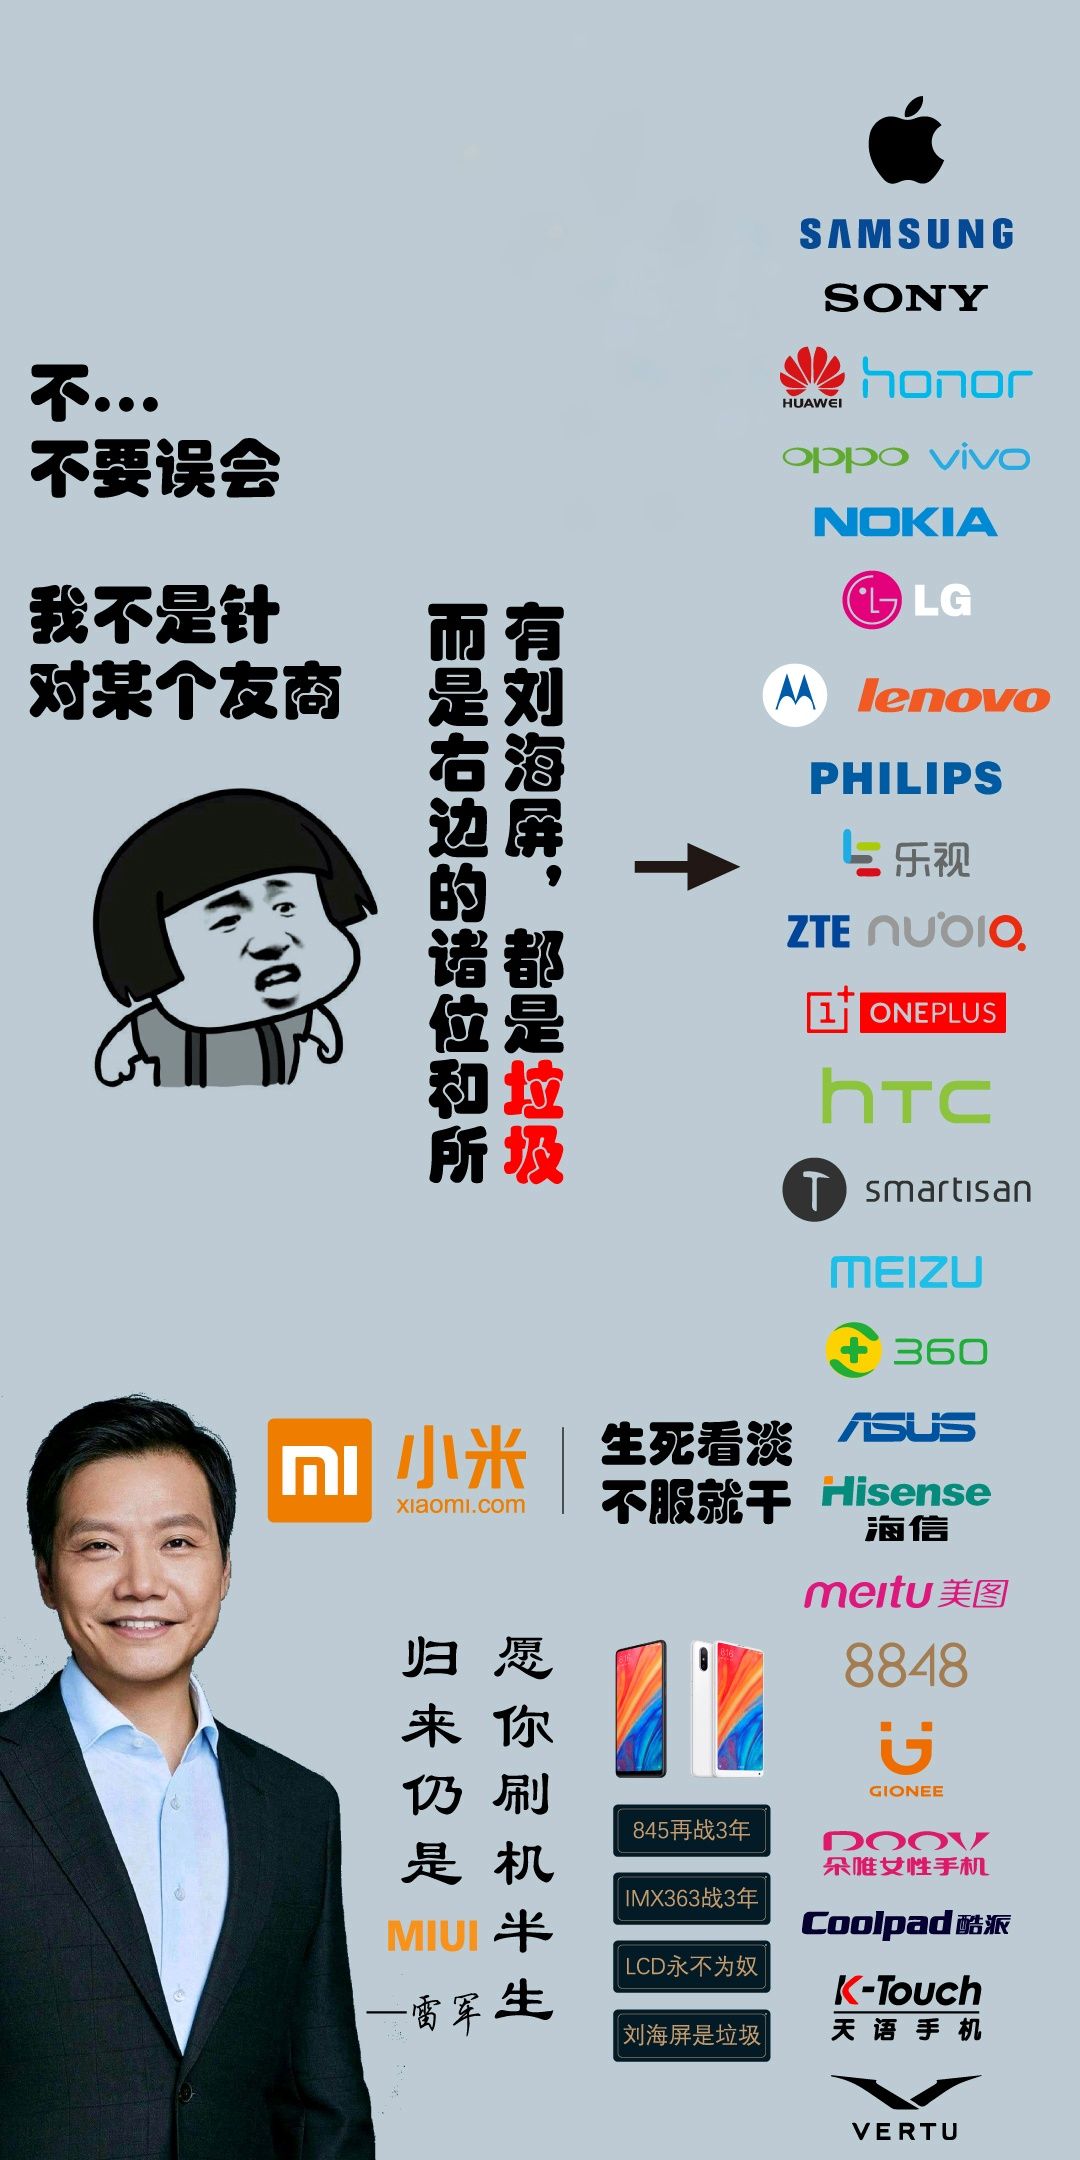 不...
不要误会
我不是针
对某个友商
而是右边的诸位和所
有刘海屏，都是垃圾
SAMSUNG
SONY
HUAWEI honor
oppo vivo
NOKIA
LG LG
M lenovo
PHILIPS
LE 乐视
ZTE nubia
1+ ONEPLUS
hTC
T smartisan
MEIZU
360
ASUS
Hisense
海信
meitu 美图
8848
G
GIONEE
DOOV
朵唯女性手机
Coolpad 酷派
K-Touch
天语手机
VERTU
mi 小米
xiaomi.com
生死看淡
不服就干
愿你刷机半生
归来仍是MIUI
—雷军
8:16
8:16
845再战3年
IMX363战3年
LCD永不为奴
刘海屏是垃圾